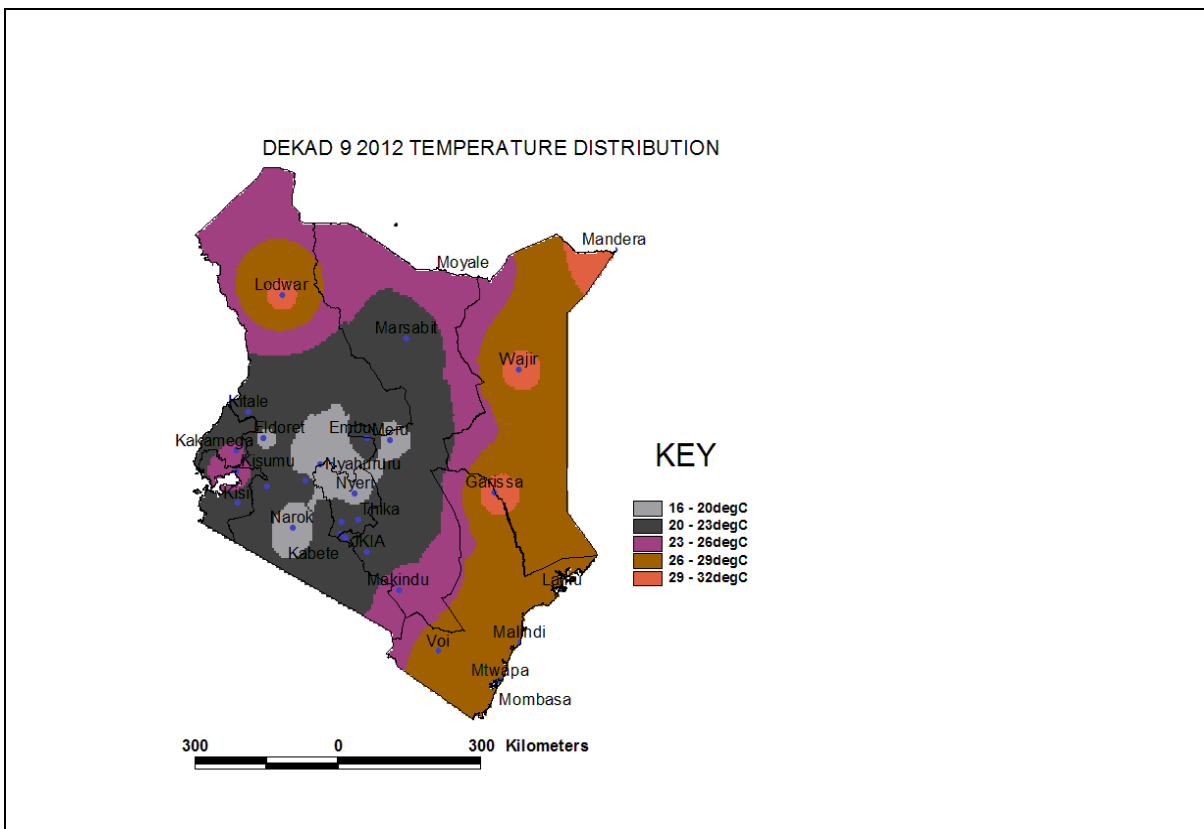 DEKAD 9 2012 TEMPERATURE DISTRIBUTION
Mandera
Moyale
Lodwar
Marsabit
Wajir
Kitale
Eldoret
Embu
Meru
Kakamega
Kisumu
Nyahururu
Kisii
Nyeri
Garissa
Narok
Thika
Kabete
JKIA
Makindu
Lamu
Voi
Malindi
Mtwapa
Mombasa
KEY
16 - 20degC
20 - 23degC
23 - 26degC
26 - 29degC
29 - 32degC
300 0 300 Kilometers